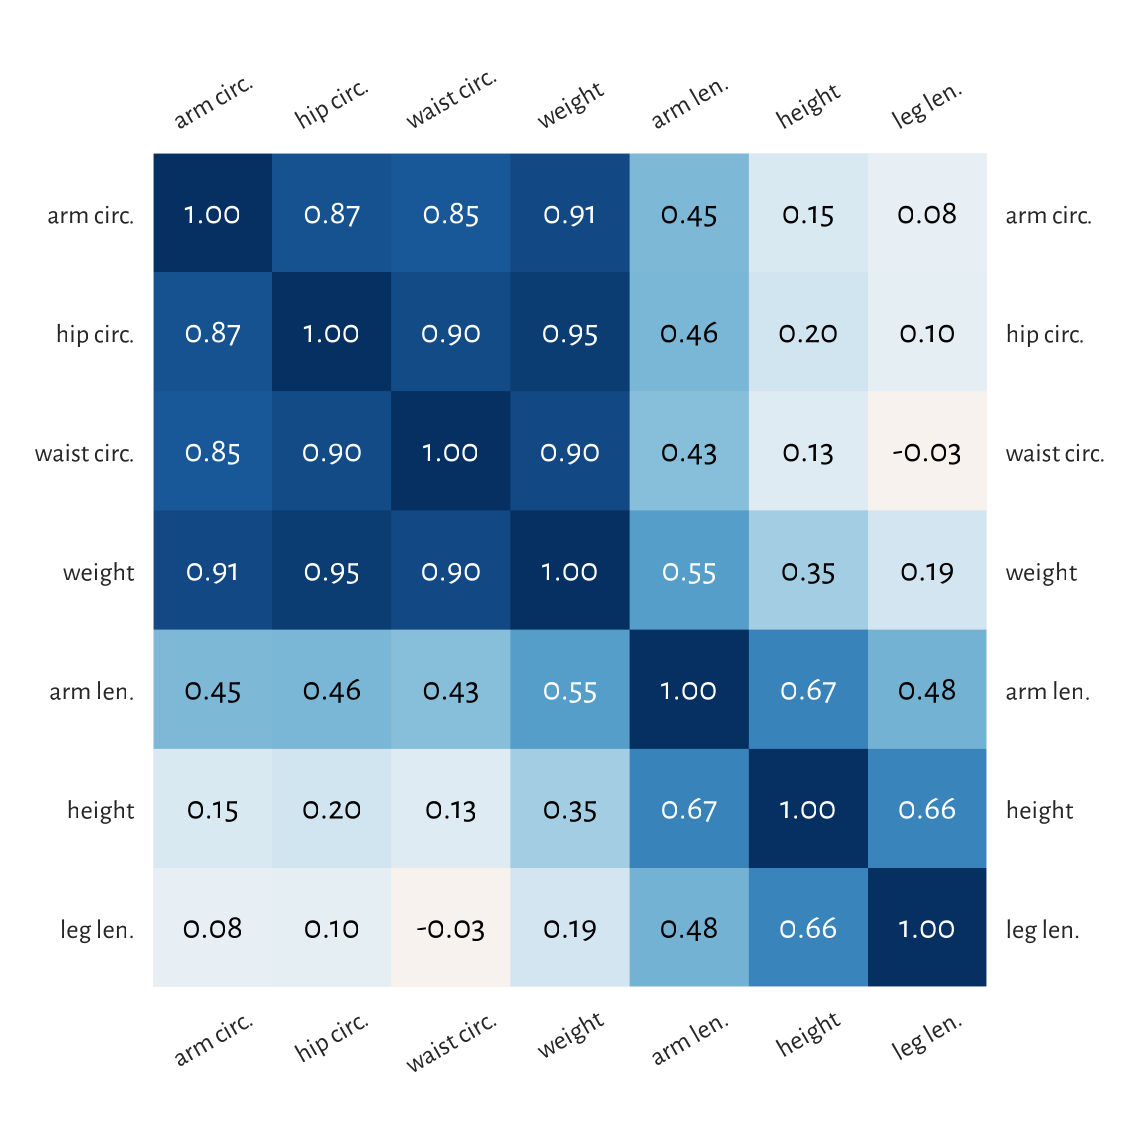 arm circ. hip circ. waist circ. weight arm len. height leg len.
arm circ. 1.00 0.87 0.85 0.91 0.45 0.15 0.08 arm circ.
hip circ. 0.87 1.00 0.90 0.95 0.46 0.20 0.10 hip circ.
waist circ. 0.85 0.90 1.00 0.90 0.43 0.13 -0.03 waist circ.
weight 0.91 0.95 0.90 1.00 0.55 0.35 0.19 weight
arm len. 0.45 0.46 0.43 0.55 1.00 0.67 0.48 arm len.
height 0.15 0.20 0.13 0.35 0.67 1.00 0.66 height
leg len. 0.08 0.10 -0.03 0.19 0.48 0.66 1.00 leg len.
arm circ. hip circ. waist circ. weight arm len. height leg len.